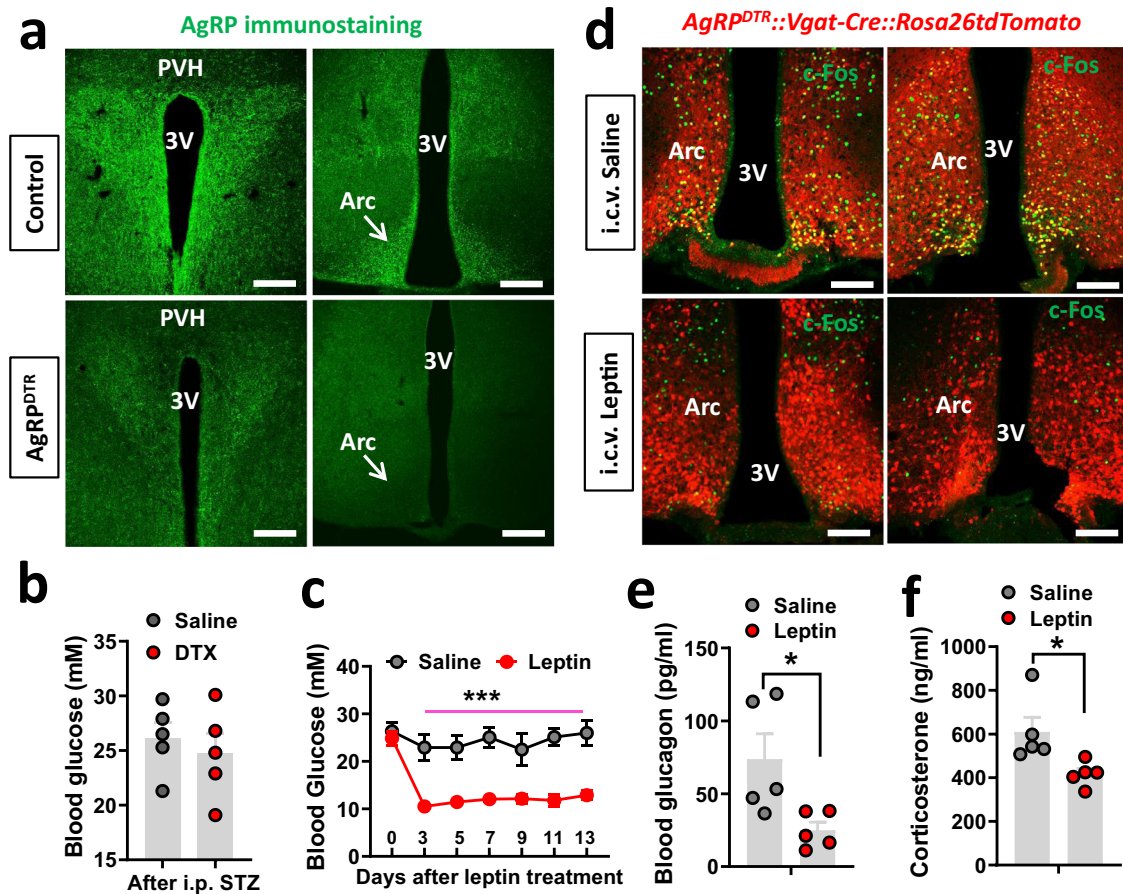 a
AgRP immunostaining
Control
PVH
3V
3V
Arc
AgRPDTR
PVH
3V
3V
Arc
d
AgRPDTR::Vgat-Cre::Rosa26tdTomato
i.c.v. Saline
c-Fos
Arc
3V
c-Fos
Arc
3V
i.c.v. Leptin
c-Fos
Arc
3V
c-Fos
Arc
3V
b
Saline
DTX
Blood glucose (mM)
35
30
25
20
15
After i.p. STZ
c
Saline
Leptin
***
Blood Glucose (mM)
40
30
20
10
0
0 3 5 7 9 11 13
Days after leptin treatment
e
Saline
Leptin
*
Blood glucagon (pg/ml)
150
100
50
0
f
Saline
Leptin
*
Corticosterone (ng/ml)
1000
800
600
400
200
0